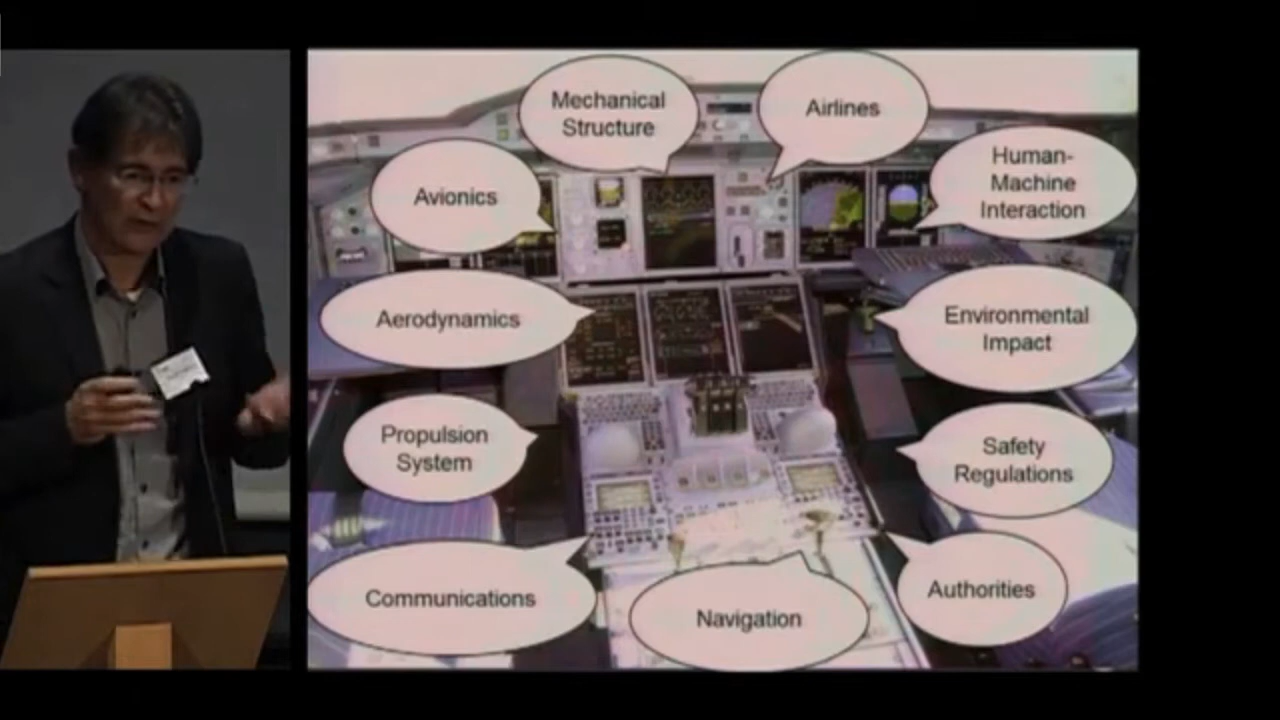 Mechanical
Structure
Airlines
Human-
Machine
Interaction
Avionics
Aerodynamics
Environmental
Impact
Propulsion
System
Safety
Regulations
Communications
Navigation
Authorities